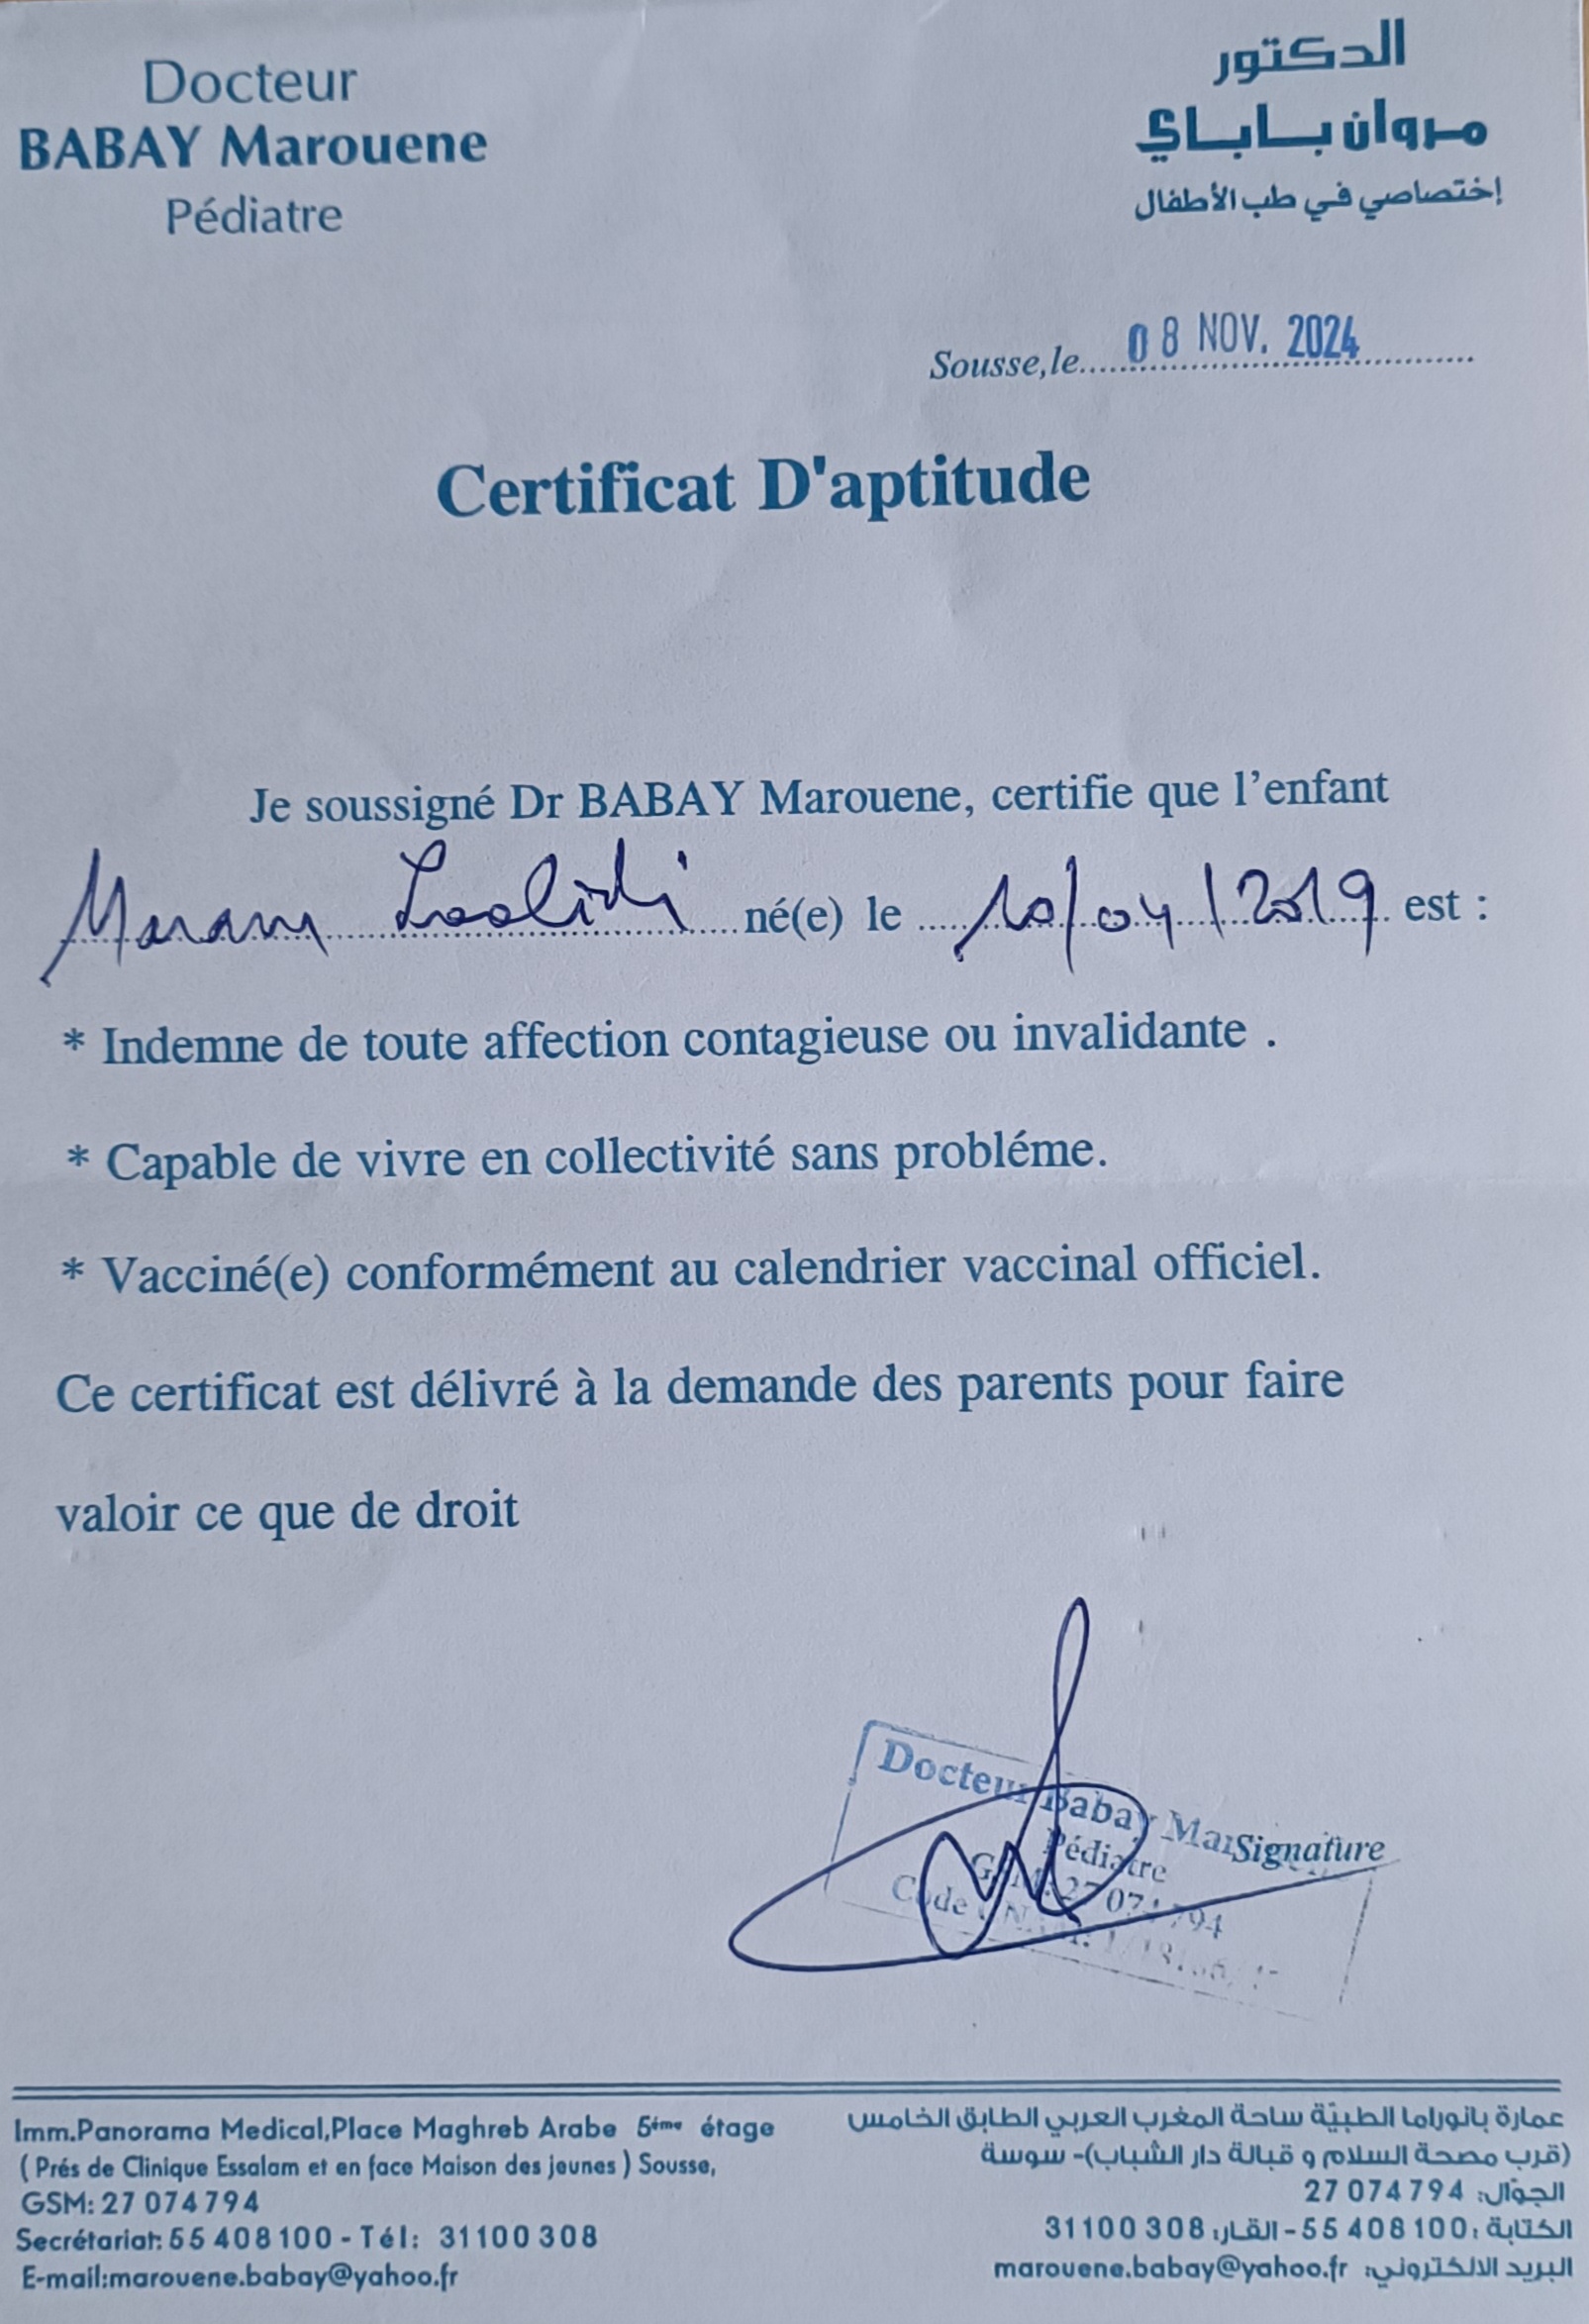 Docteur
BABAY Marouene
Pédiatre
الدكتور
مروان باباي
إختصاصي في طب الأطفال
Sousse,le 08 NOV. 2024
Certificat D'aptitude
Je soussigné Dr BABAY Marouene, certifie que l'enfant
Maram né(e) le 10/04/2019 est :
* Indemne de toute affection contagieuse ou invalidante .
* Capable de vivre en collectivité sans probléme.
* Vacciné(e) conformément au calendrier vaccinal officiel.
Ce certificat est délivré à la demande des parents pour faire
valoir ce que de droit
Docteur Babay
Signature
Pédiatre
Imm.Panorama Medical,Place Maghreb Arabe 5ème étage
( Prés de Clinique Essalam et en face Maison des jeunes ) Sousse,
GSM: 27 074 794
Secrétariat: 55 408 100 - Tél: 31 100 308
E-mail:marouene.babay@yahoo.fr
عمارة بانوراما الطبيّة ساحة المغرب العربي الطابق الخامس
(قرب مصحة السلام و قبالة دار الشباب)- سوسة
الجوّال: 27 074 794
الكتابة : 55 408 100 - القار: 31 100 308
البريد الالكتروني: marouene.babay@yahoo.fr